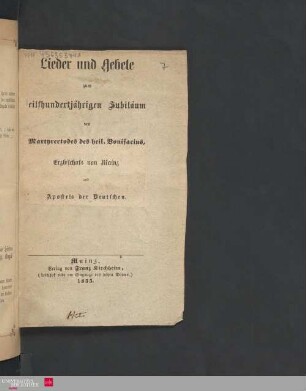 Lieder und Gebete
zum
eilfhundertjährigen Jubiläum
des
Martyrertodes des heil. Bonifacius,
Erzbischofs von Mainz
und
Apostels der Deutschen.
Mainz,
Verlag von Franz Kirchheim,
1855.